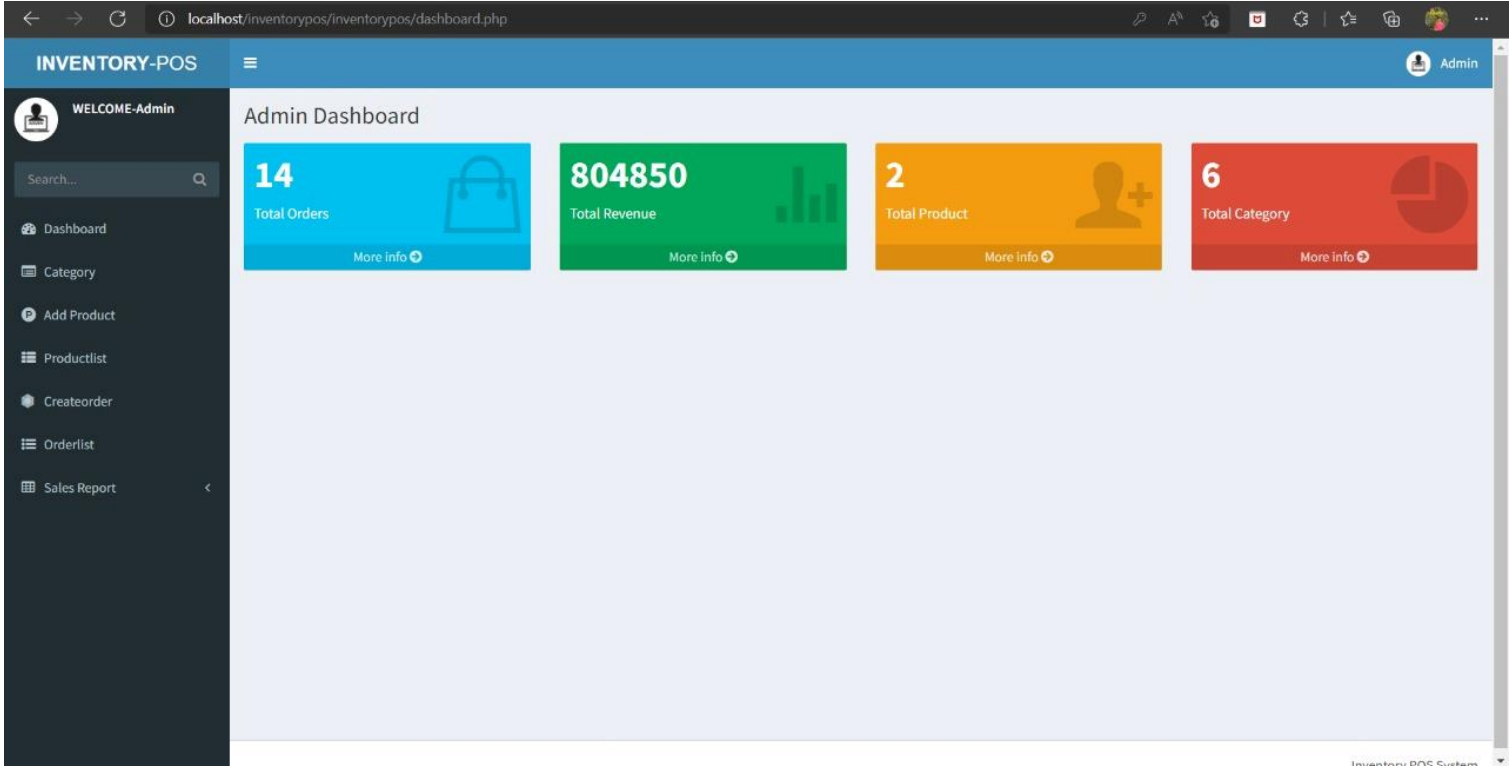 localhost/inventorypos/inventorypos/dashboard.php
INVENTORY-POS
Admin
WELCOME-Admin
Search...
Dashboard
Category
Add Product
Productlist
Createorder
Orderlist
Sales Report
Admin Dashboard
14
Total Orders
More info
804850
Total Revenue
More info
2
Total Product
More info
6
Total Category
More info
Inventory POS System